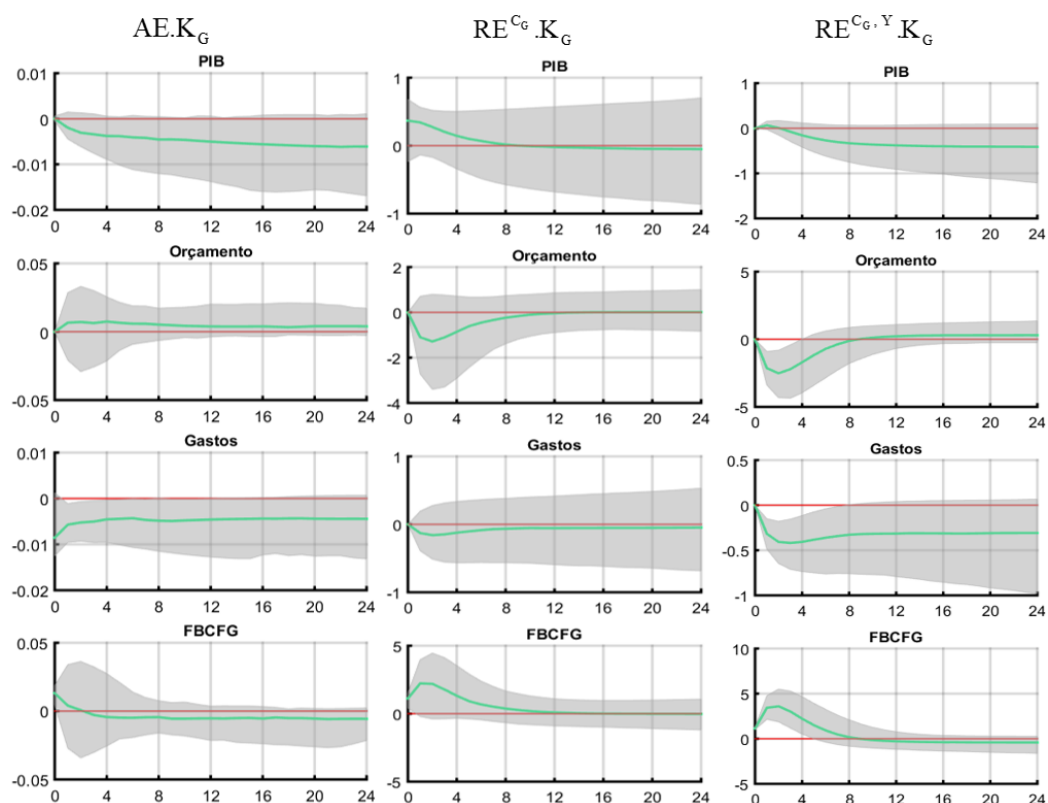 AE.K_G RE^{C_G}.K_G RE^{C_G, Y}.K_G
PIB PIB PIB
0.01 1 1
0 0 0
-0.01 -1
-0.02 -1 -2
0 4 8 12 16 20 24 0 4 8 12 16 20 24 0 4 8 12 16 20 24
Orçamento Orçamento Orçamento
0.05 2 5
0 0 0
-2
-0.05 -4 -5
0 4 8 12 16 20 24 0 4 8 12 16 20 24 0 4 8 12 16 20 24
Gastos Gastos Gastos
0.01 1 0.5
0 0 0
-0.01 -0.5
-0.02 -1 -1
0 4 8 12 16 20 24 0 4 8 12 16 20 24 0 4 8 12 16 20 24
FBCFG FBCFG FBCFG
0.05 5 10
5
0 0 0
-0.05 -5 -5
0 4 8 12 16 20 24 0 4 8 12 16 20 24 0 4 8 12 16 20 24